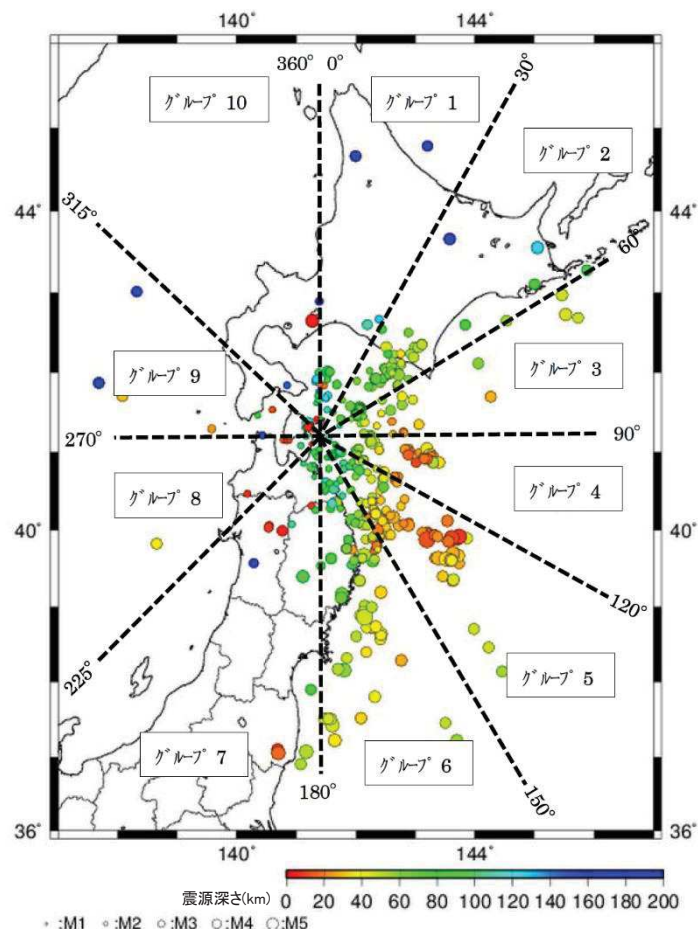 140° 144°
360° 0° 30°
ｸﾞﾙｰﾌﾟ 10
ｸﾞﾙｰﾌﾟ 1
ｸﾞﾙｰﾌﾟ 2
44° 315° 60° 44°
ｸﾞﾙｰﾌﾟ 9
ｸﾞﾙｰﾌﾟ 3
270° 90°
ｸﾞﾙｰﾌﾟ 8
ｸﾞﾙｰﾌﾟ 4
40° 40°
120°
225°
ｸﾞﾙｰﾌﾟ 5
ｸﾞﾙｰﾌﾟ 7
ｸﾞﾙｰﾌﾟ 6
180° 150°
36° 36°
140° 144°
震源深さ(km) 0 20 40 60 80 100 120 140 160 180 200
:M1 :M2 :M3 :M4 :M5